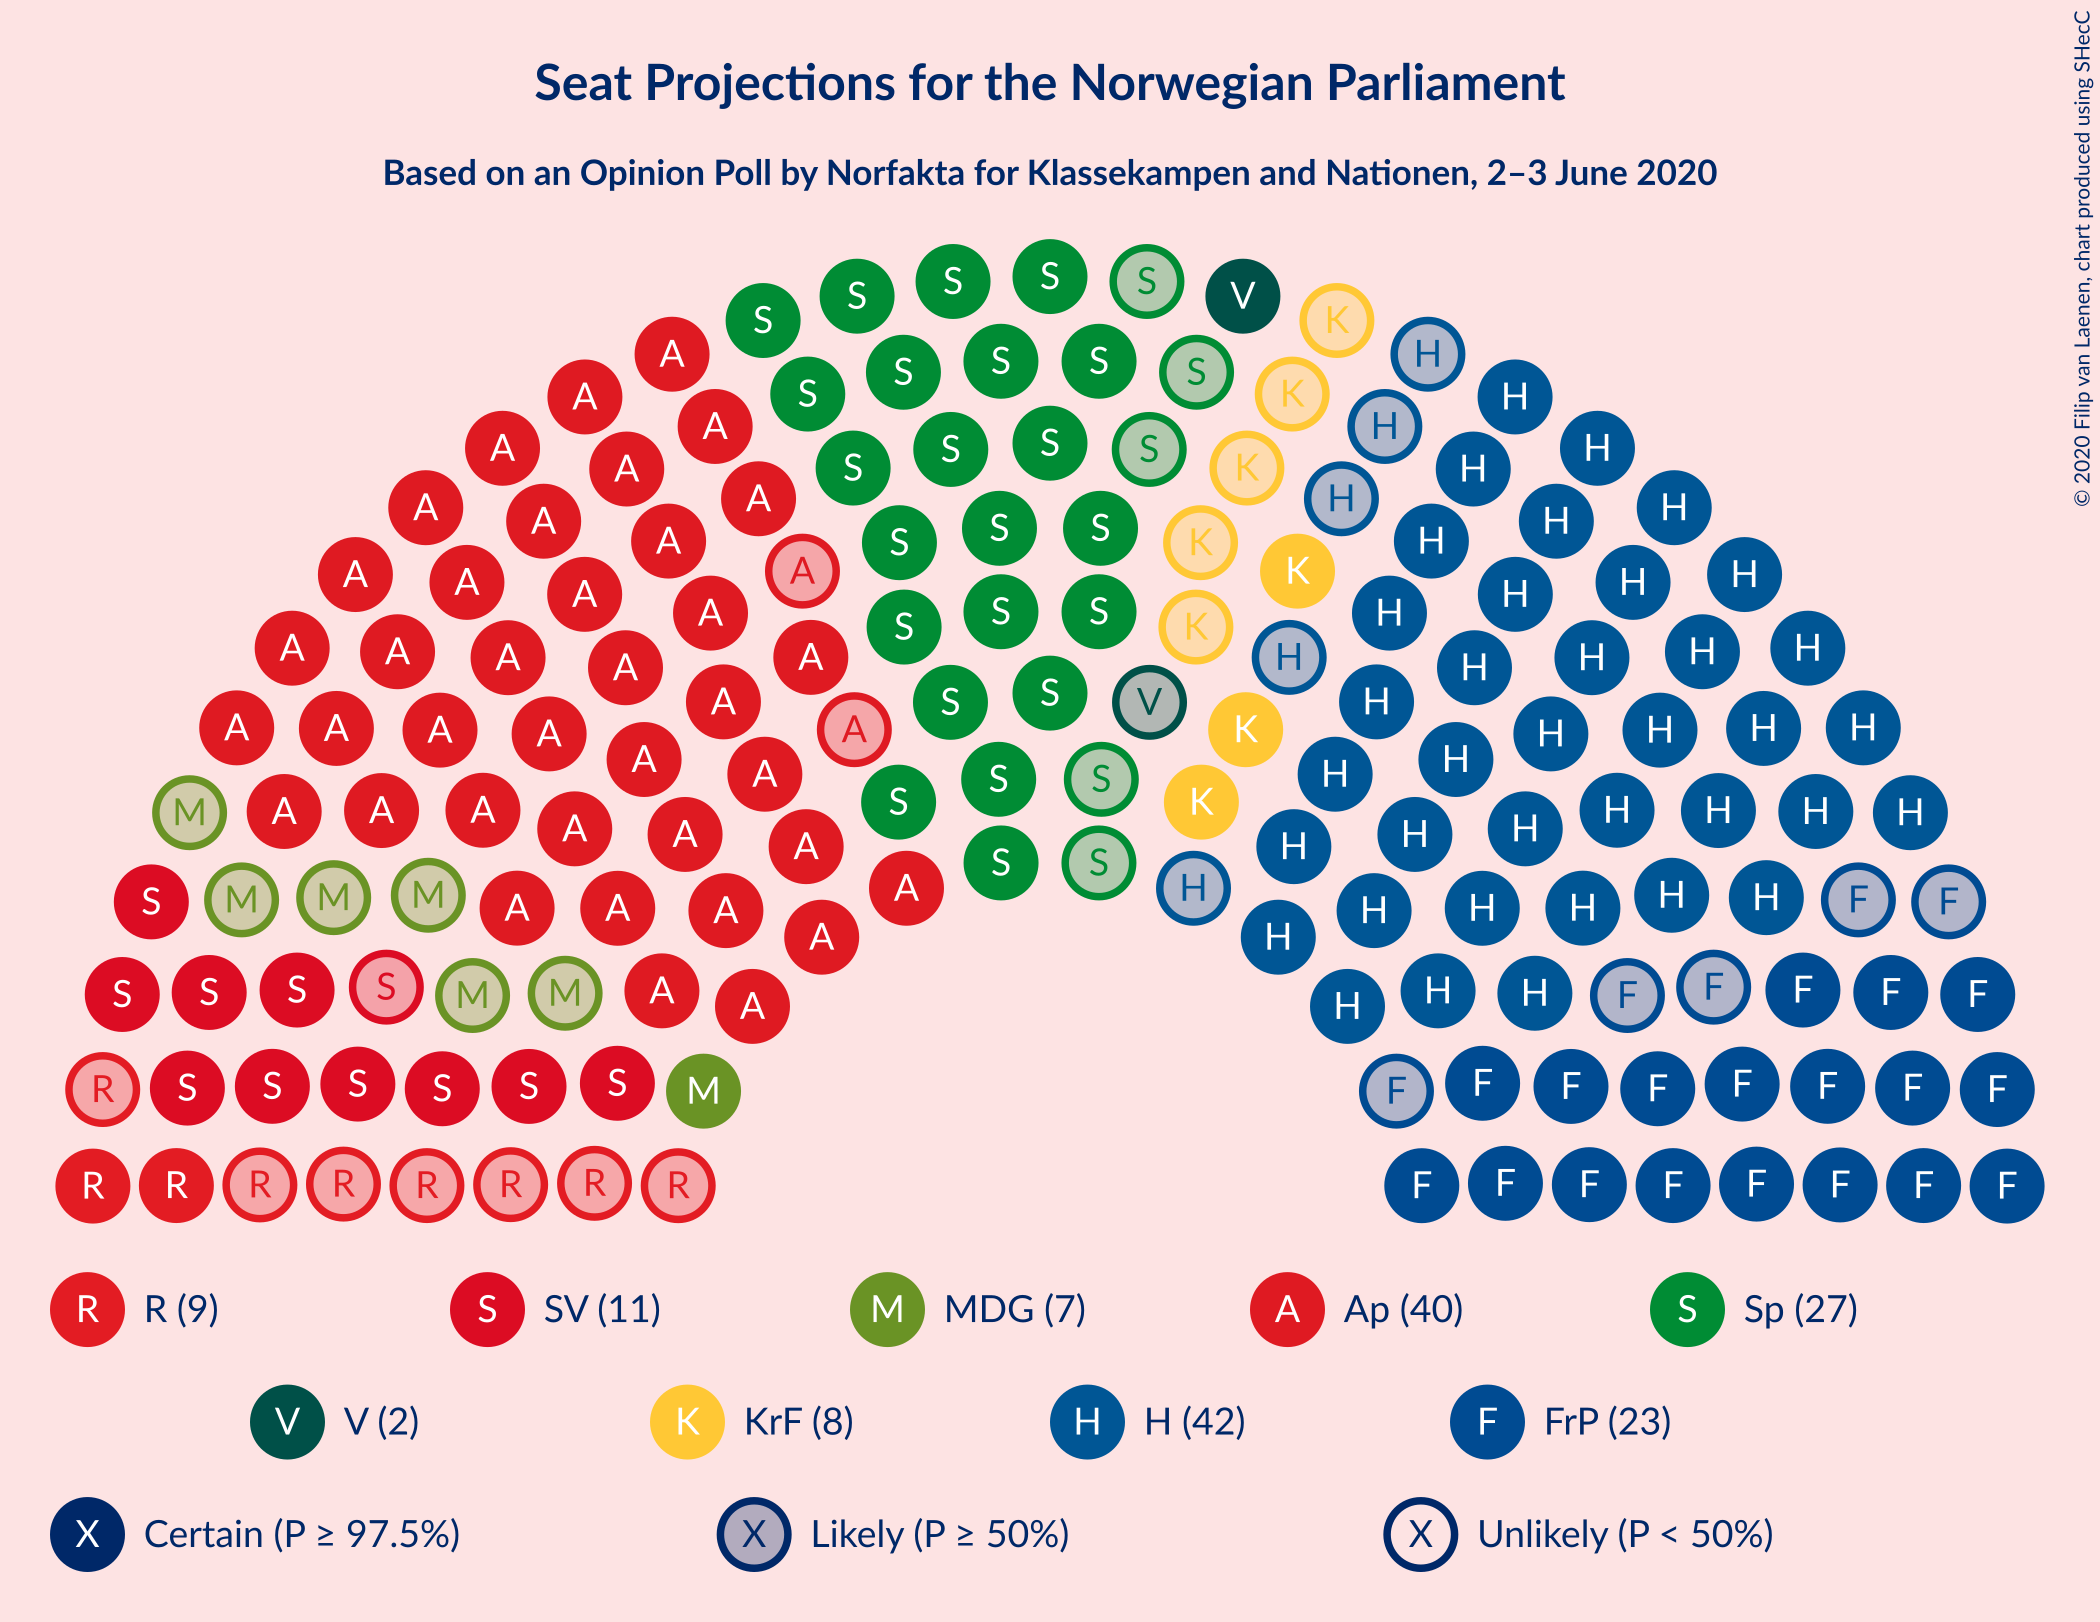 Seat Projections for the Norwegian Parliament
Based on an Opinion Poll by Norfakta for Klassekampen and Nationen, 2–3 June 2020
© 2020 Filip van Laenen, chart produced using SHecC
S S S S S V K
A S S S S S K H
A A S S S S K H H
A A A S S S K K H H H
A A A A A S S S K H H H H H
A A A A A S S V K H H H H H
A A A A A A A S S S K H H H H H H H
M A A A A A A A S S H H H H H H H H
S M M M A A A A A H H H H H H H F F
S S S S M M A A H H H F F F F F
R S S S S S S M F F F F F F F F
R R R R R R R R F F F F F F F F
R R (9) S SV (11) M MDG (7) A Ap (40) S Sp (27)
V V (2) K KrF (8) H H (42) F FrP (23)
X Certain (P ≥ 97.5%) X Likely (P ≥ 50%) X Unlikely (P < 50%)